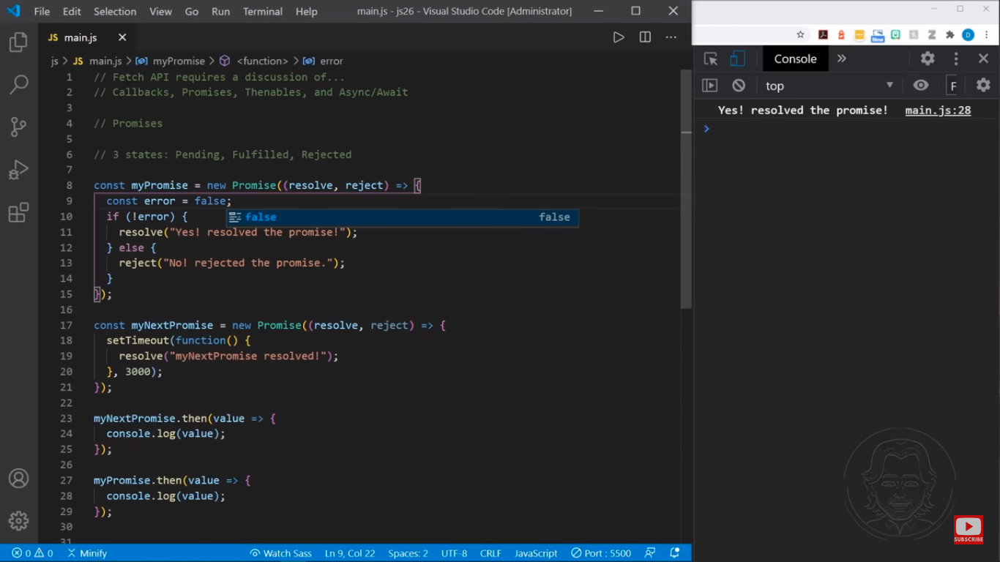 File Edit Selection View Go Run Terminal Help main.js - js26 - Visual Studio Code [Administrator]
JS main.js
js > JS main.js > myPromise > <function> > error
1 // Fetch API requires a discussion of...
2 // Callbacks, Promises, Thenables, and Async/Await
3
4 // Promises
5
6 // 3 states: Pending, Fulfilled, Rejected
7
8 const myPromise = new Promise((resolve, reject) => {
9 const error = false;
10 if (!error) {
false false
11 resolve("Yes! resolved the promise!");
12 } else {
13 reject("No! rejected the promise.");
14 }
15 });
16
17 const myNextPromise = new Promise((resolve, reject) => {
18 setTimeout(function() {
19 resolve("myNextPromise resolved!");
20 }, 3000);
21 });
22
23 myNextPromise.then(value => {
24 console.log(value);
25 });
26
27 myPromise.then(value => {
28 console.log(value);
29 });
30
31
0 0 Minify Watch Sass Ln 9, Col 22 Spaces: 2 UTF-8 CRLF JavaScript Port : 5500
New Z D
Console
top F
Yes! resolved the promise! main.js:28
SUBSCRIBE